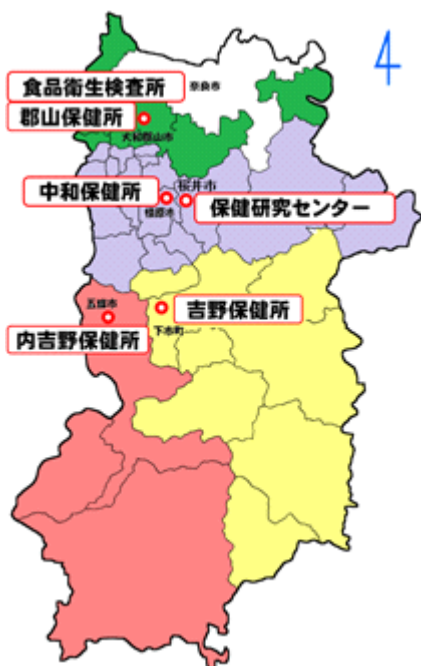 4
食品衛生検査所
奈良市
郡山保健所
大和郡山市
中和保健所
桜井市
橿原市
保健研究センター
五條市
吉野保健所
下市町
内吉野保健所